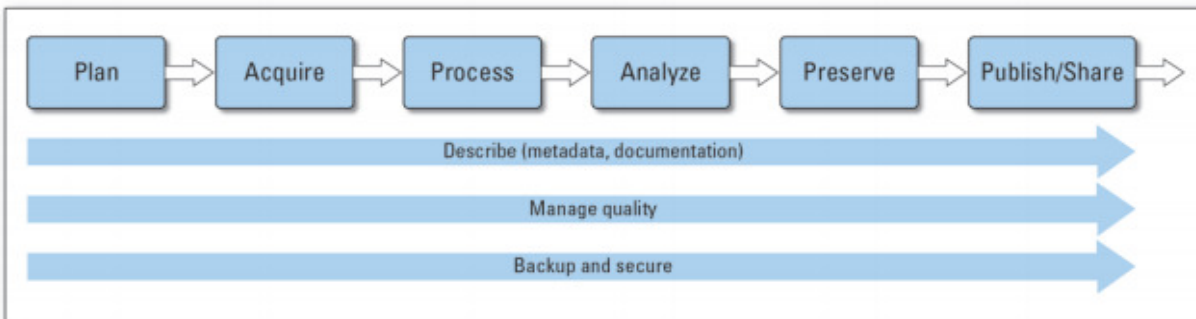 Plan
Acquire
Process
Analyze
Preserve
Publish/Share
Describe (metadata, documentation)
Manage quality
Backup and secure